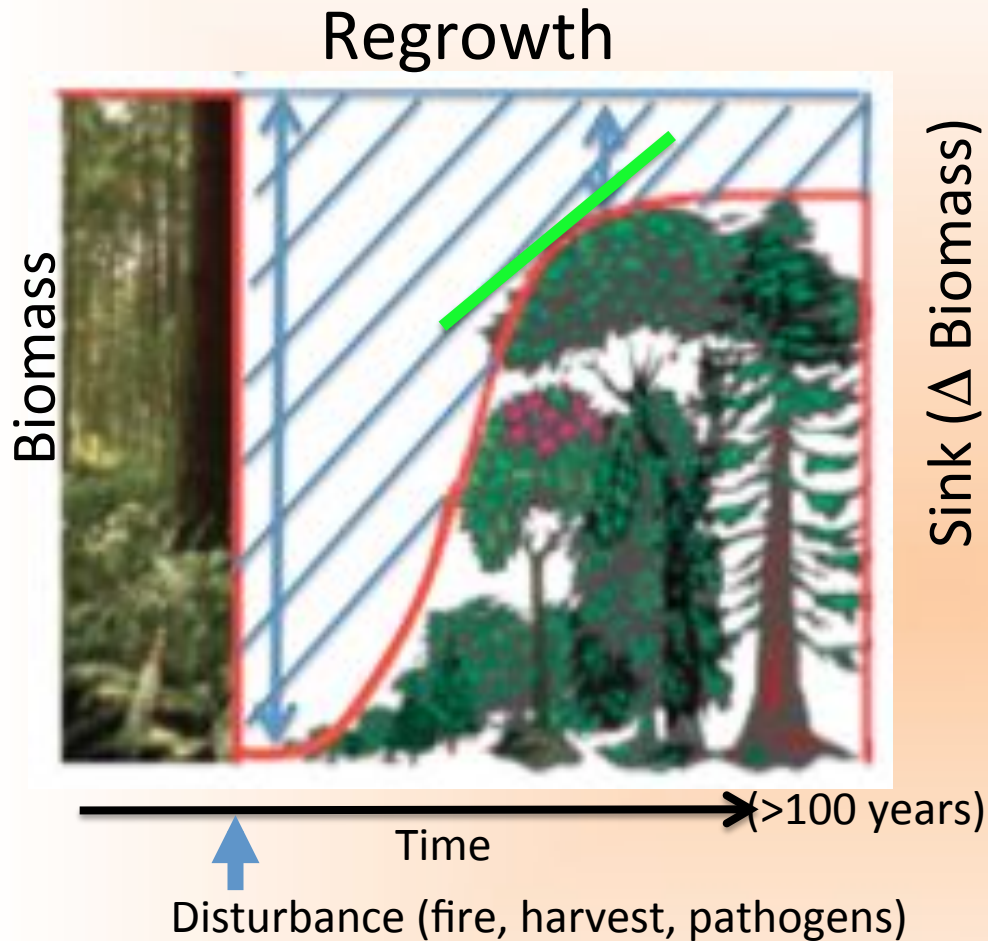 Regrowth
Biomass
Sink (Δ Biomass)
(>100 years)
Time
Disturbance (fire, harvest, pathogens)